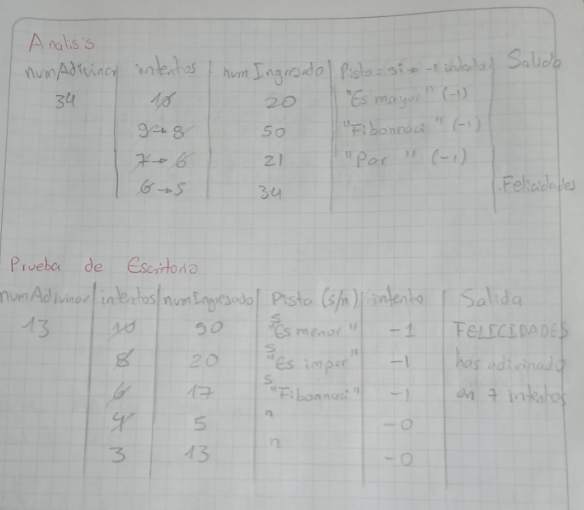 Analisis
numAdivinar intentos numIngresado Pista = si = -1 intento Salida
34 10 20 "Es mayor" (-1)
9→8 50 "Fibonnaci" (-1)
7→6 21 "Par" (-1)
6→5 34 Felicidades
Prueba de Escritorio
numAdivinar intentos numIngresado Pista (s/n) intento Salida
13 10 50 s "Es menor" -1 FELICIDADES
8 20 s "Es impar" -1 has adivinado
6 17 s "Fibonnaci" -1 en 7 intentos
4 5 n -0
3 13 n -0